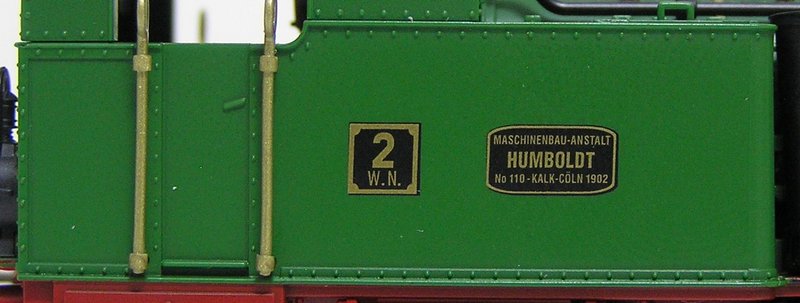 2
W.N.
MASCHINENBAU-ANSTALT
HUMBOLDT
No 110-KALK-CÖLN 1902